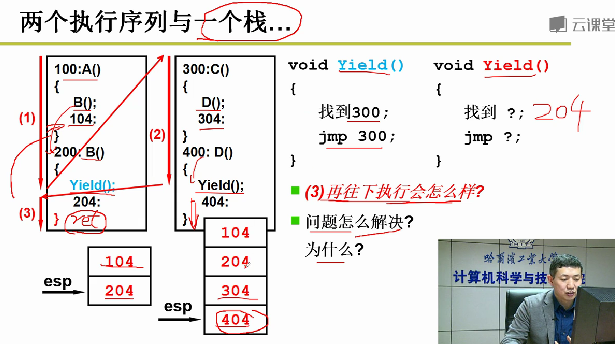 两个执行序列与一个栈...
云课堂
100:A()
{
B();
104:
}
200: B()
{
Yield();
204:
} ret
(1)
(2)
(3)
300:C()
{
D();
304:
}
400: D()
{
Yield();
404:
}
void Yield()
{
找到300;
jmp 300;
}
void Yield()
{
找到 ?; 204
jmp ?;
}
(3)再往下执行会怎么样?
问题怎么解决?
为什么?
esp
104
204
esp
104
204
304
404
哈尔滨工业大学
计算机科学与技